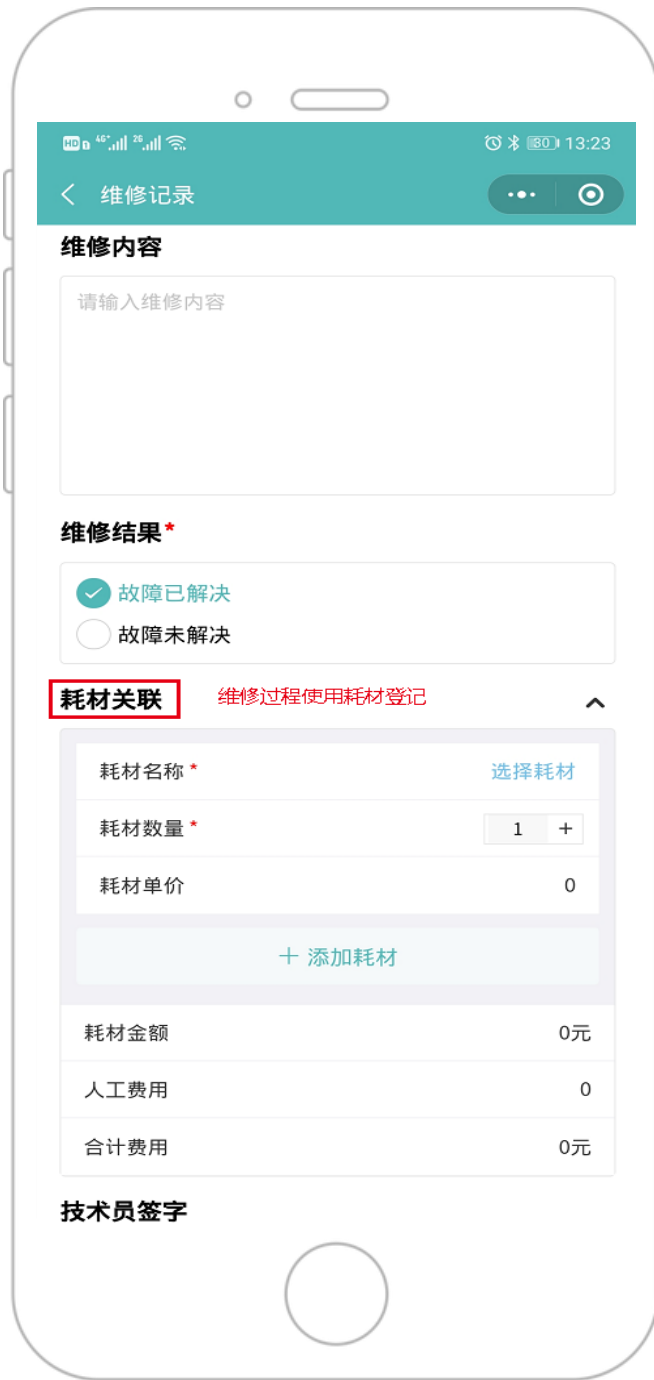 HD 4G+ 2G 80 13:23
维修记录
维修内容
请输入维修内容
维修结果*
故障已解决
故障未解决
耗材关联 维修过程使用耗材登记
耗材名称* 选择耗材
耗材数量* 1 +
耗材单价 0
+ 添加耗材
耗材金额 0元
人工费用 0
合计费用 0元
技术员签字